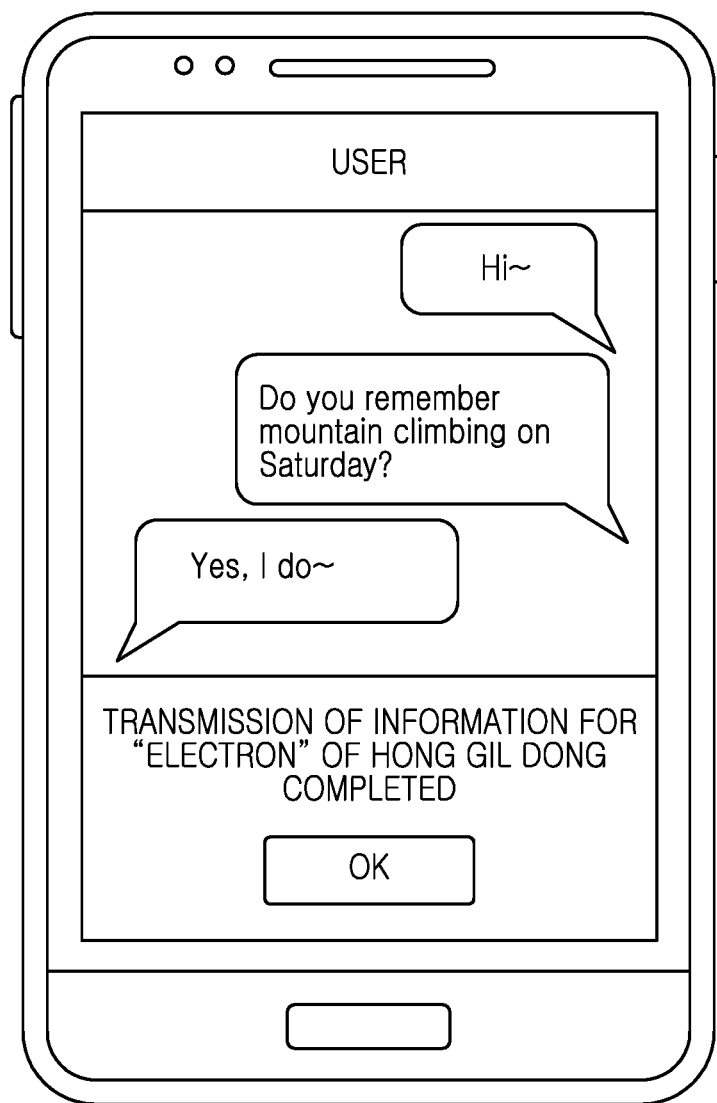 USER
Hi~
Do you remember
mountain climbing on
Saturday?
Yes, I do~
TRANSMISSION OF INFORMATION FOR
“ELECTRON” OF HONG GIL DONG
COMPLETED
OK